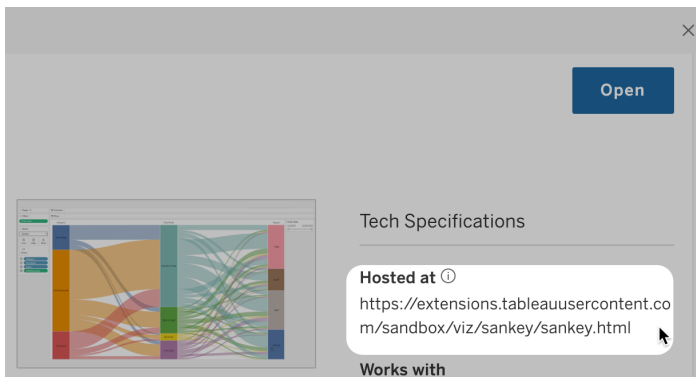 Open
Tech Specifications
Hosted at
https://extensions.tableauusercontent.co
m/sandbox/viz/sankey/sankey.html
Works with